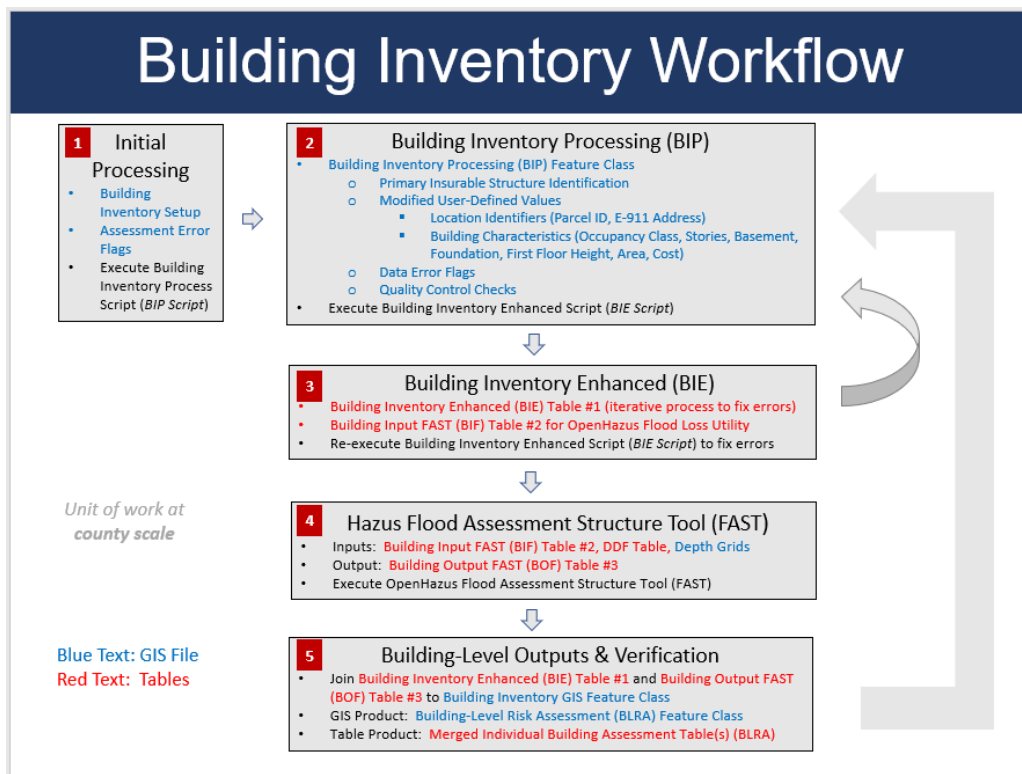 Building Inventory Workflow
1 Initial
Processing
• Building
Inventory Setup
• Assessment Error
Flags
• Execute Building
Inventory Process
Script (BIP Script)
2 Building Inventory Processing (BIP)
• Building Inventory Processing (BIP) Feature Class
o Primary Insurable Structure Identification
o Modified User-Defined Values
▪ Location Identifiers (Parcel ID, E-911 Address)
▪ Building Characteristics (Occupancy Class, Stories, Basement,
Foundation, First Floor Height, Area, Cost)
o Data Error Flags
o Quality Control Checks
• Execute Building Inventory Enhanced Script (BIE Script)
3 Building Inventory Enhanced (BIE)
• Building Inventory Enhanced (BIE) Table #1 (iterative process to fix errors)
• Building Input FAST (BIF) Table #2 for OpenHazus Flood Loss Utility
• Re-execute Building Inventory Enhanced Script (BIE Script) to fix errors
Unit of work at
county scale
4 Hazus Flood Assessment Structure Tool (FAST)
• Inputs: Building Input FAST (BIF) Table #2, DDF Table, Depth Grids
• Output: Building Output FAST (BOF) Table #3
• Execute OpenHazus Flood Assessment Structure Tool (FAST)
Blue Text: GIS File
Red Text: Tables
5 Building-Level Outputs & Verification
• Join Building Inventory Enhanced (BIE) Table #1 and Building Output FAST
(BOF) Table #3 to Building Inventory GIS Feature Class
• GIS Product: Building-Level Risk Assessment (BLRA) Feature Class
• Table Product: Merged Individual Building Assessment Table(s) (BLRA)